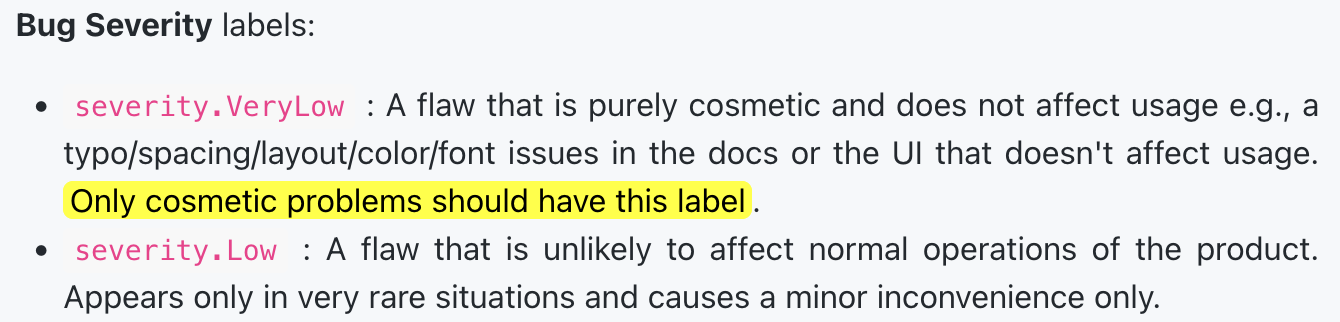 Bug Severity labels:
• severity.VeryLow : A flaw that is purely cosmetic and does not affect usage e.g., a
typo/spacing/layout/color/font issues in the docs or the UI that doesn't affect usage.
Only cosmetic problems should have this label.
• severity.Low : A flaw that is unlikely to affect normal operations of the product.
Appears only in very rare situations and causes a minor inconvenience only.